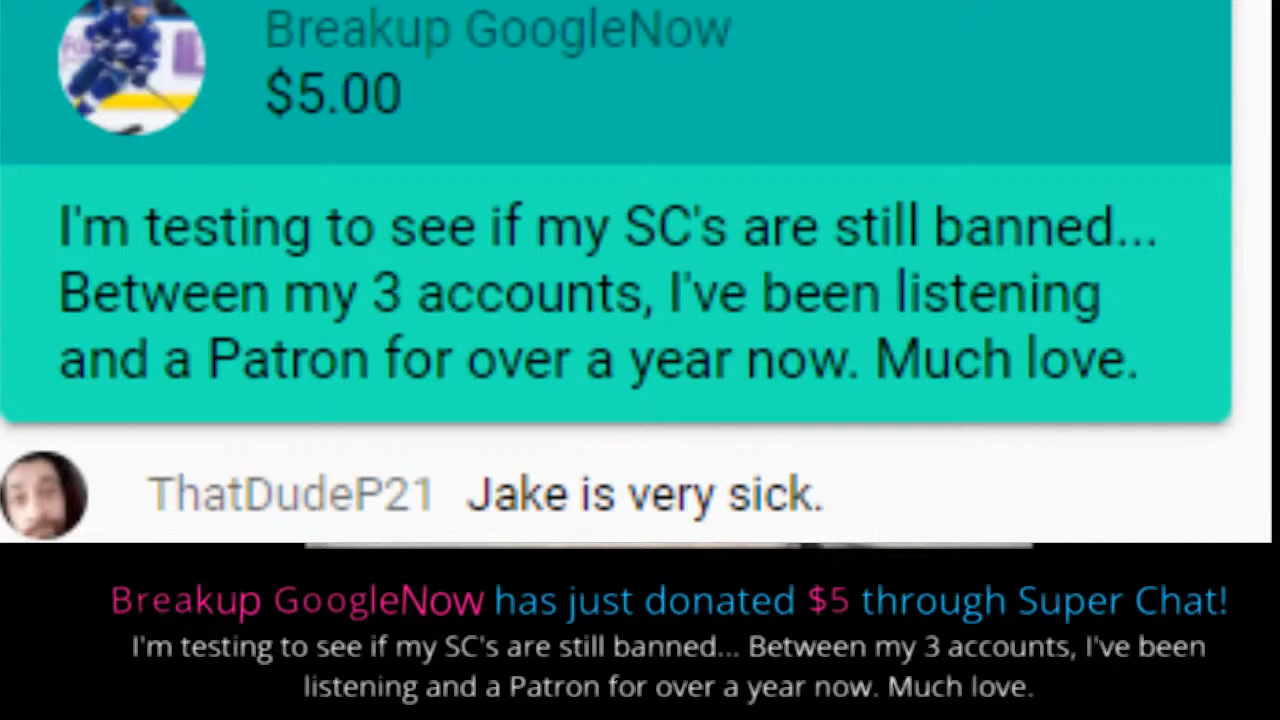 Breakup GoogleNow
$5.00
I'm testing to see if my SC's are still banned...
Between my 3 accounts, I've been listening
and a Patron for over a year now. Much love.
ThatDudeP21 Jake is very sick.
Breakup GoogleNow has just donated $5 through Super Chat!
I'm testing to see if my SC's are still banned... Between my 3 accounts, I've been
listening and a Patron for over a year now. Much love.